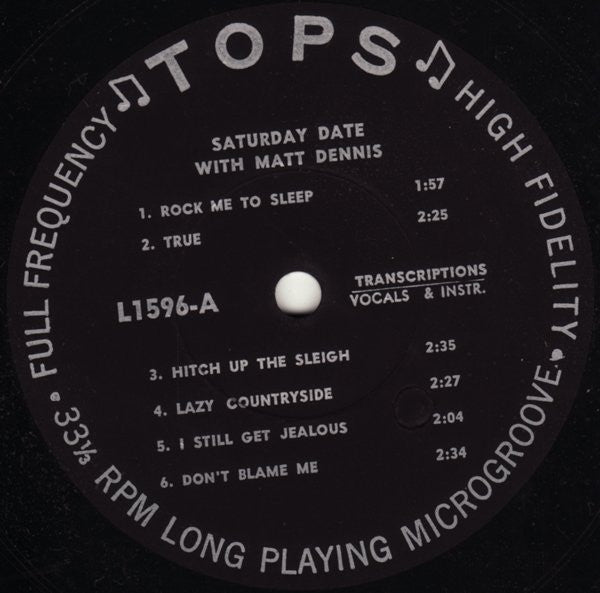 TOPS
FULL FREQUENCY
HIGH FIDELITY
SATURDAY DATE
WITH MATT DENNIS
1. ROCK ME TO SLEEP 1:57
2. TRUE 2:25
L1596-A
TRANSCRIPTIONS
VOCALS & INSTR.
3. HITCH UP THE SLEIGH 2:35
4. LAZY COUNTRYSIDE 2:27
5. I STILL GET JEALOUS 2:04
6. DON'T BLAME ME 2:34
• 33⅓ RPM LONG PLAYING MICROGROOVE •